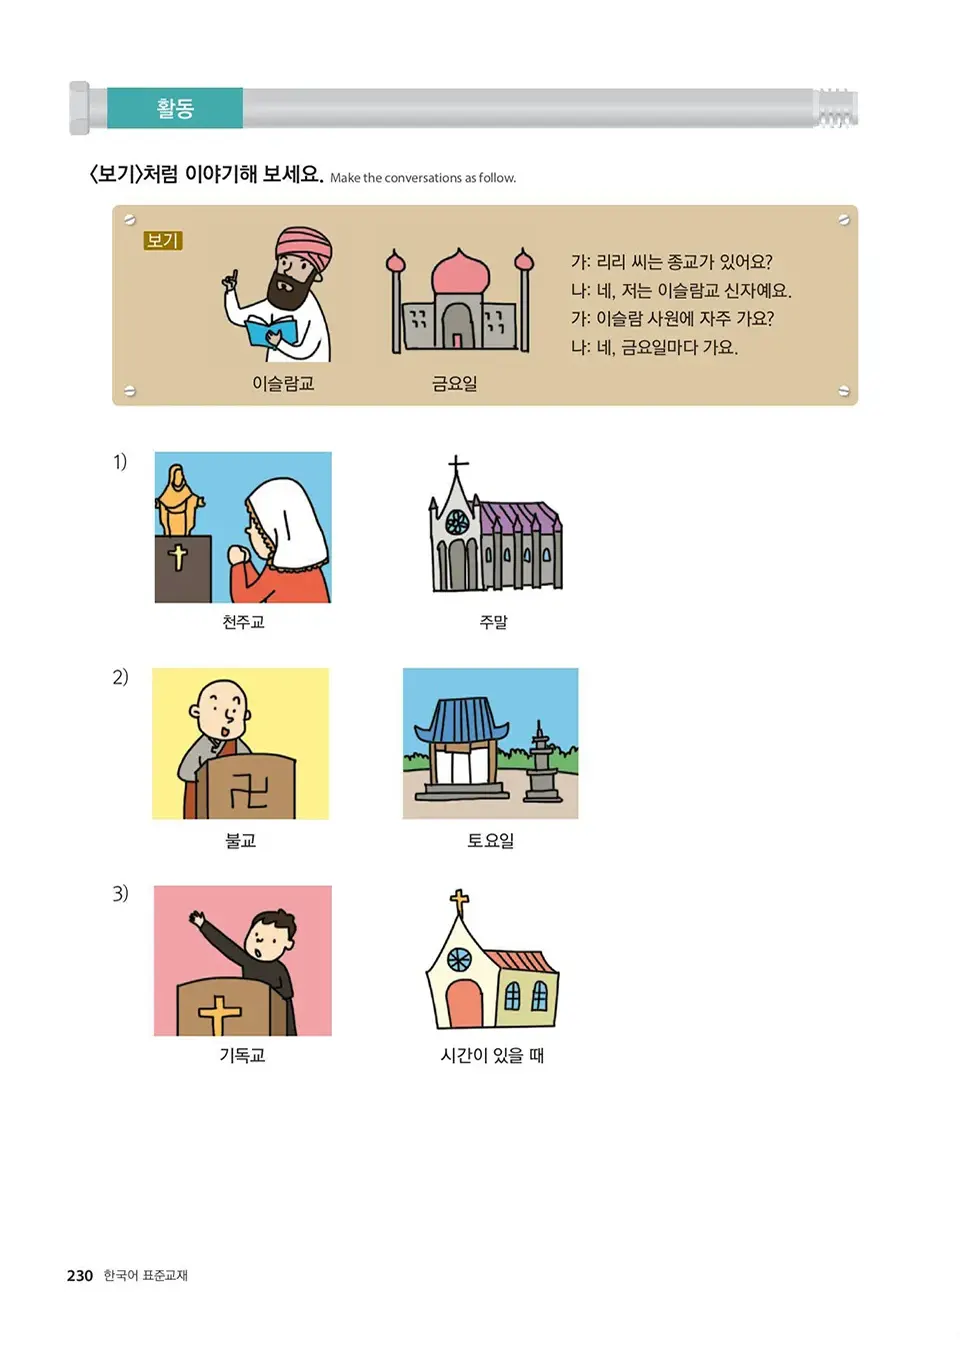 활동
〈보기〉처럼 이야기해 보세요. Make the conversations as follow.
보기
가: 리리 씨는 종교가 있어요?
나: 네, 저는 이슬람교 신자예요.
가: 이슬람 사원에 자주 가요?
나: 네, 금요일마다 가요.
이슬람교 금요일
1)
천주교 주말
2)
불교 토요일
3)
기독교 시간이 있을 때
230 한국어 표준교재